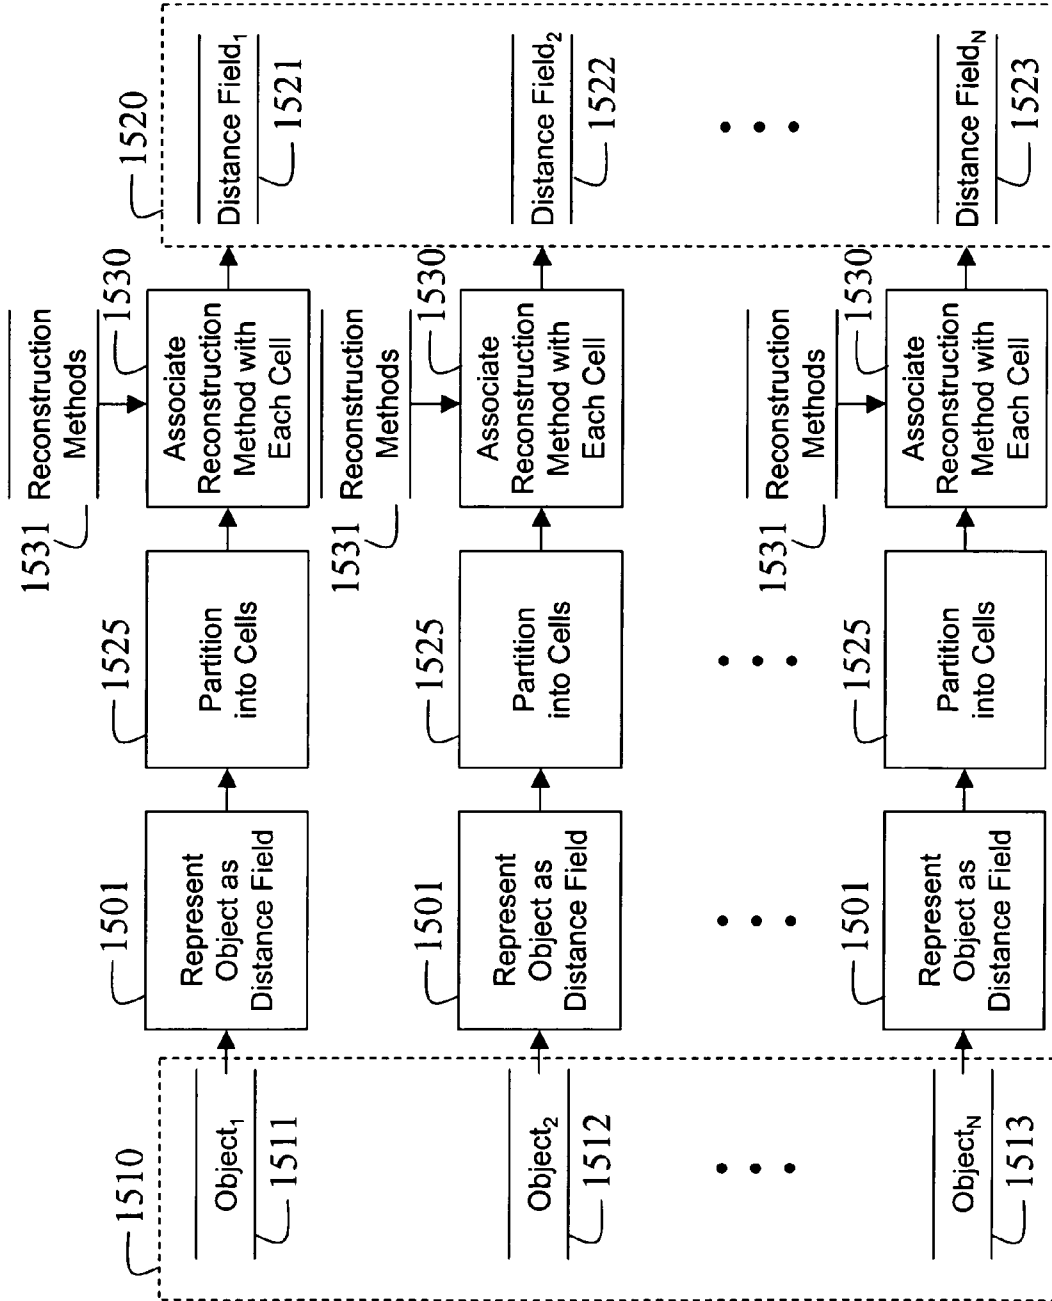 1510
Object₁
1511
1501
Represent
Object as
Distance Field
1525
Partition
into Cells
1531
Reconstruction
Methods
1530
Associate
Reconstruction
Method with
Each Cell
1520
Distance Field₁
1521
Object₂
1512
1501
Represent
Object as
Distance Field
1525
Partition
into Cells
1531
Reconstruction
Methods
1530
Associate
Reconstruction
Method with
Each Cell
Distance Field₂
1522
Object_N
1513
1501
Represent
Object as
Distance Field
1525
Partition
into Cells
1531
Reconstruction
Methods
1530
Associate
Reconstruction
Method with
Each Cell
Distance Field_N
1523